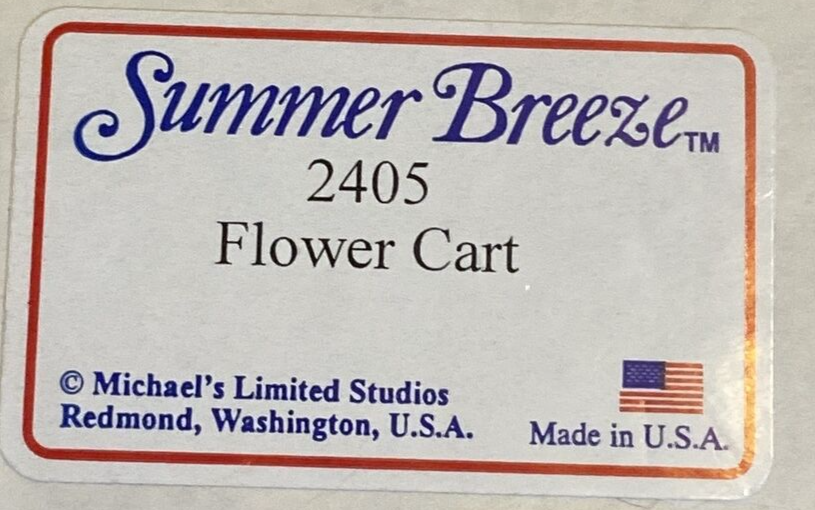 Summer Breeze™
2405
Flower Cart
© Michael's Limited Studios
Redmond, Washington, U.S.A.
Made in U.S.A.